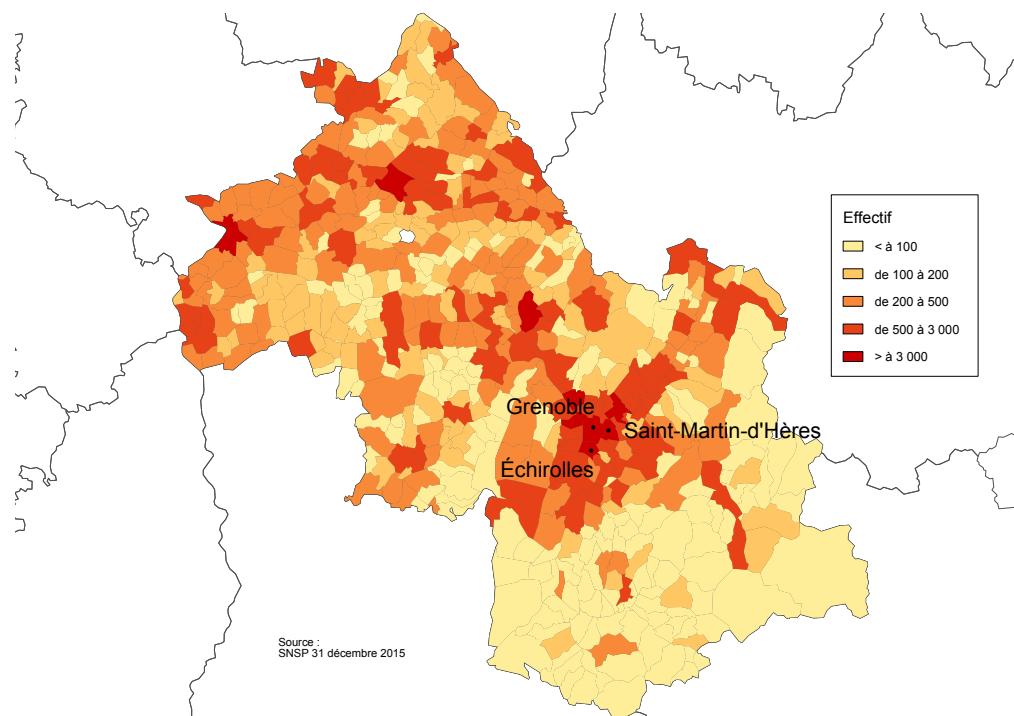 Effectif
< à 100
de 100 à 200
de 200 à 500
de 500 à 3 000
> à 3 000
Grenoble
Saint-Martin-d'Hères
Échirolles
Source :
SNSP 31 décembre 2015